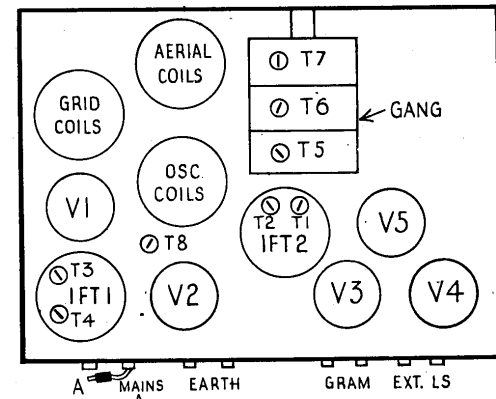 AERIAL
COILS
T7
T6
T5
GANG
GRID
COILS
OSC.
COILS
V1
T8
T2 T1
IFT2
V5
T3
IFT1
T4
V2
V3
V4
A
MAINS
A
EARTH
GRAM
EXT. LS